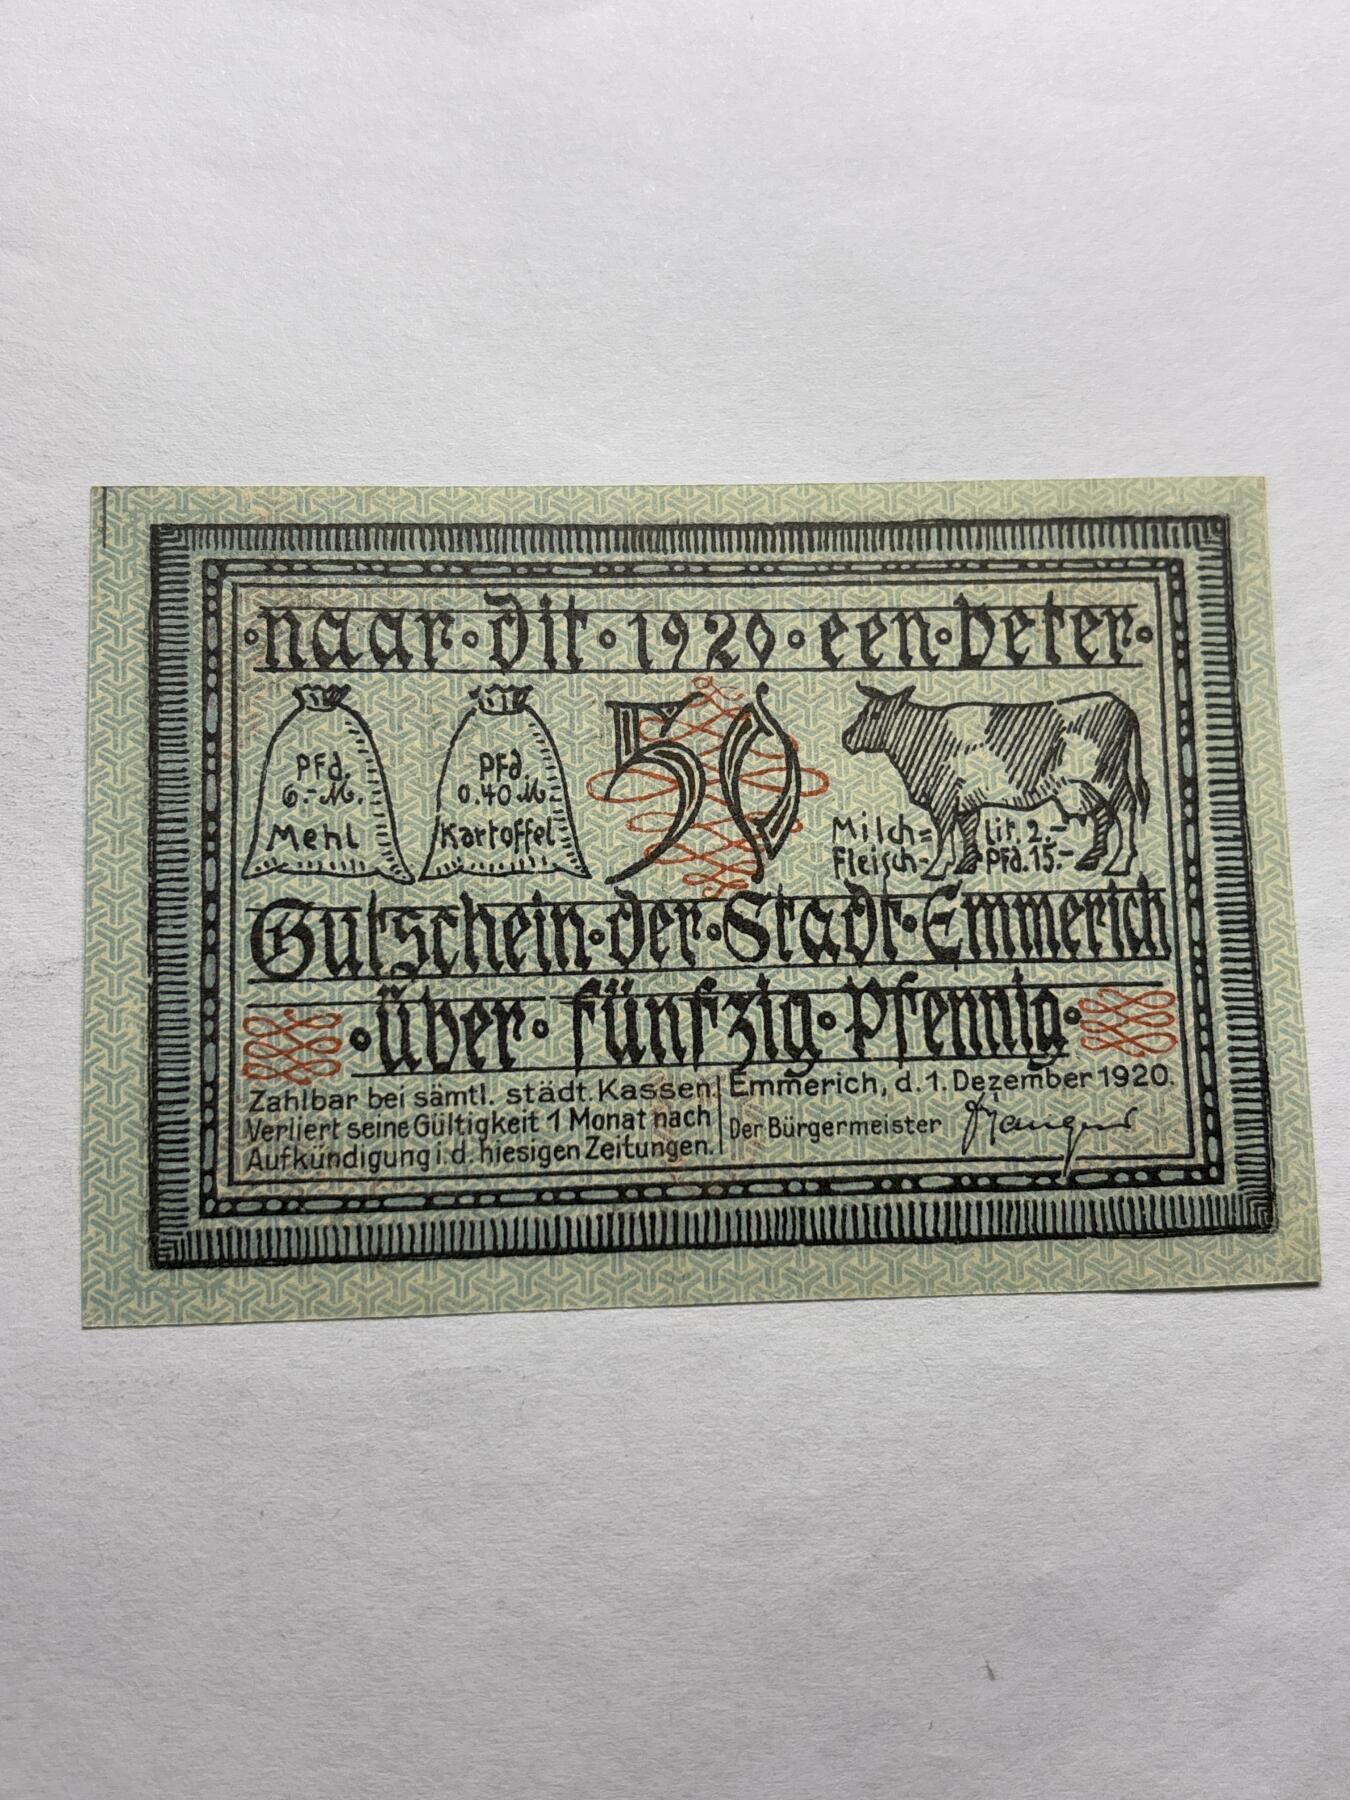 naar · dit · 1920 · een · beter
Pfd.
6.- M.
Mehl
Pfd
0.40 M.
Kartoffel
50
Milch= Lit. 2.-
Fleisch- Pfd. 15.-
Gutschein · der · Stadt · Emmerich
· über · fünfzig · Pfennig ·
Zahlbar bei sämtl. städt. Kassen.
Verliert seine Gültigkeit 1 Monat nach
Aufkündigung i. d. hiesigen Zeitungen.
Emmerich, d. 1. Dezember 1920.
Der Bürgermeister